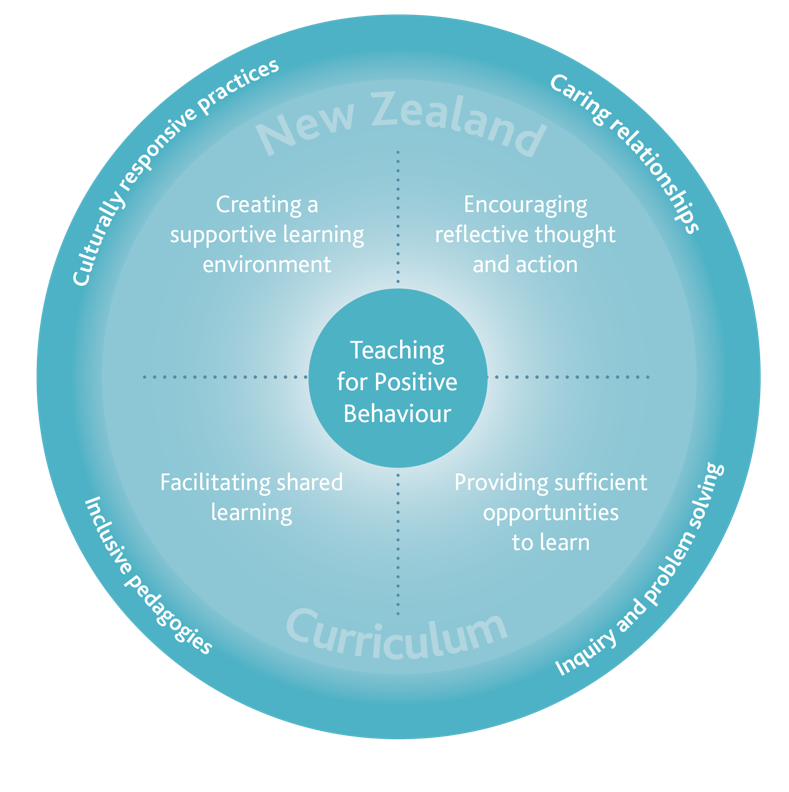 Culturally responsive practices
Caring relationships
New Zealand
Creating a
supportive learning
environment
Encouraging
reflective thought
and action
Teaching
for Positive
Behaviour
Facilitating shared
learning
Providing sufficient
opportunities
to learn
Curriculum
Inclusive pedagogies
Inquiry and problem solving